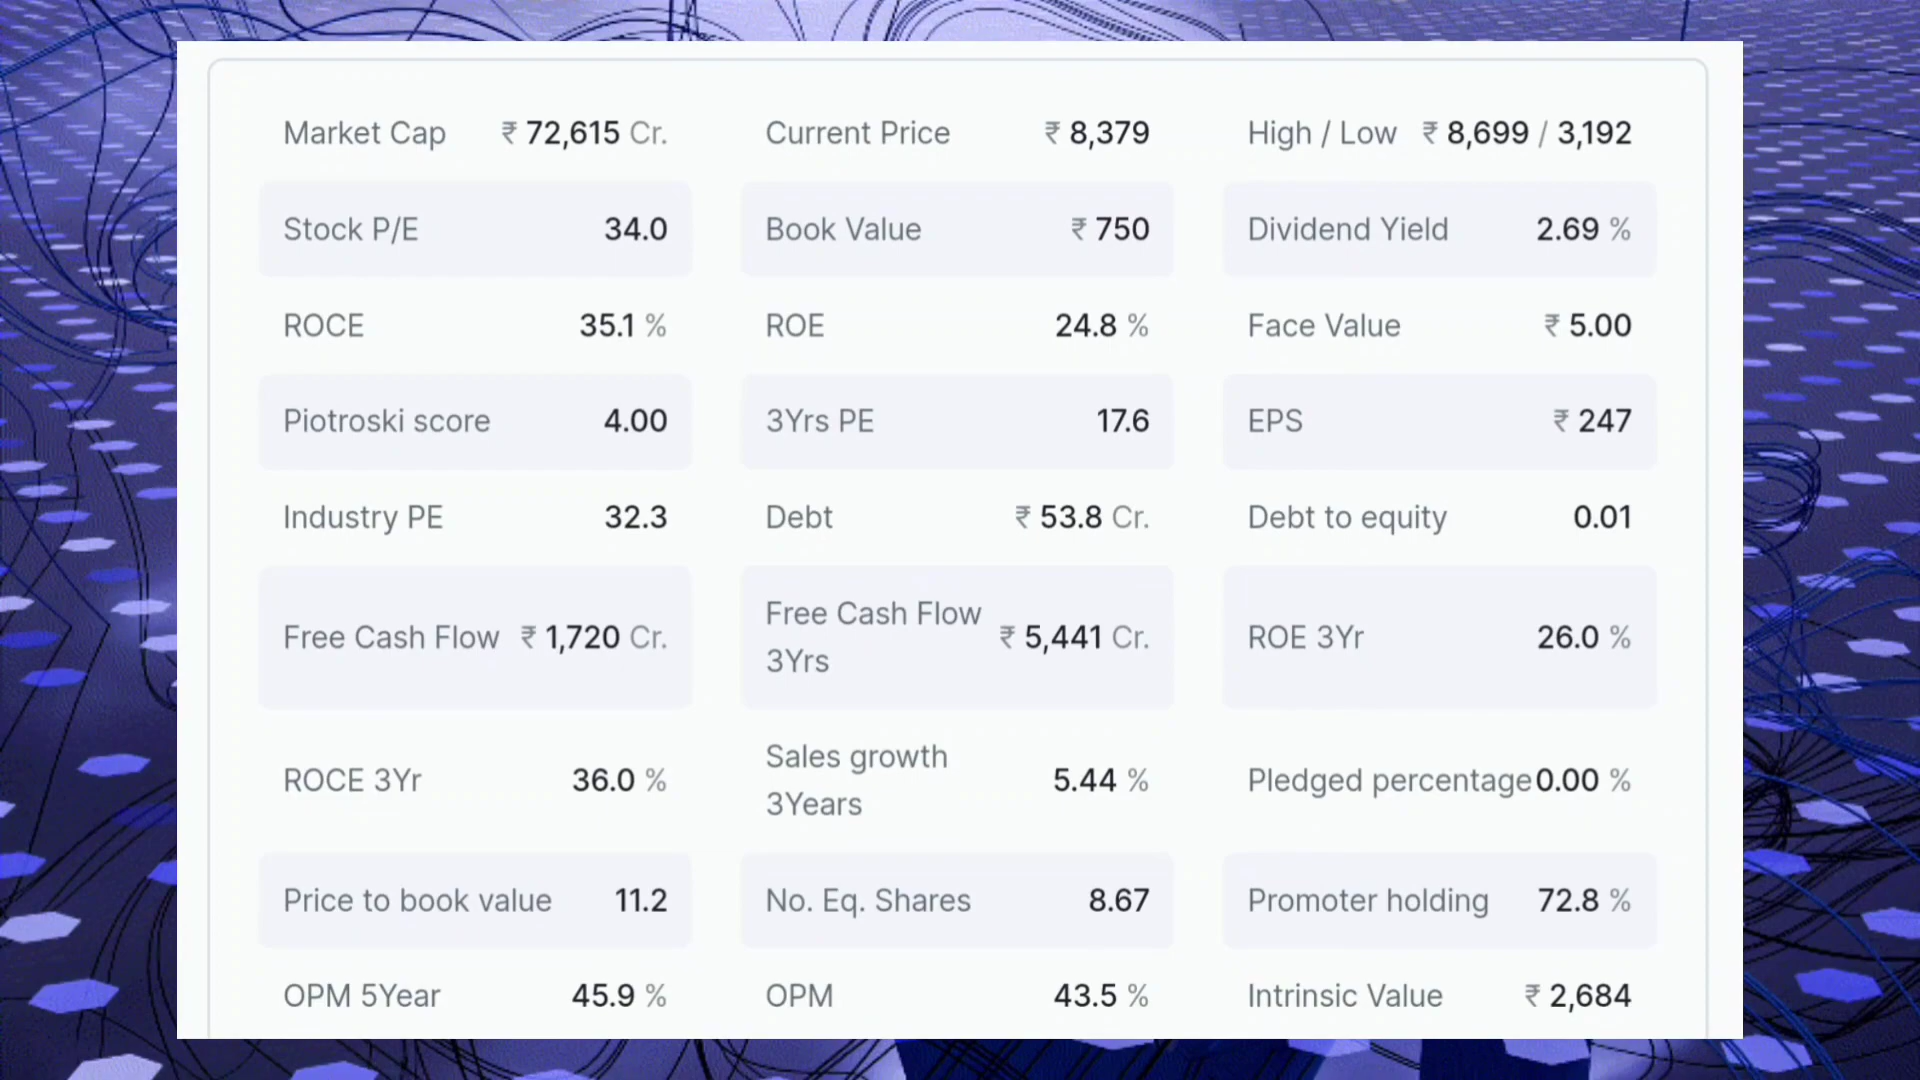 Market Cap ₹ 72,615 Cr.
Current Price ₹ 8,379
High / Low ₹ 8,699 / 3,192
Stock P/E 34.0
Book Value ₹ 750
Dividend Yield 2.69 %
ROCE 35.1 %
ROE 24.8 %
Face Value ₹ 5.00
Piotroski score 4.00
3Yrs PE 17.6
EPS ₹ 247
Industry PE 32.3
Debt ₹ 53.8 Cr.
Debt to equity 0.01
Free Cash Flow ₹ 1,720 Cr.
Free Cash Flow
3Yrs
₹ 5,441 Cr.
ROE 3Yr 26.0 %
ROCE 3Yr 36.0 %
Sales growth
3Years
5.44 %
Pledged percentage 0.00 %
Price to book value 11.2
No. Eq. Shares 8.67
Promoter holding 72.8 %
OPM 5Year 45.9 %
OPM 43.5 %
Intrinsic Value ₹ 2,684